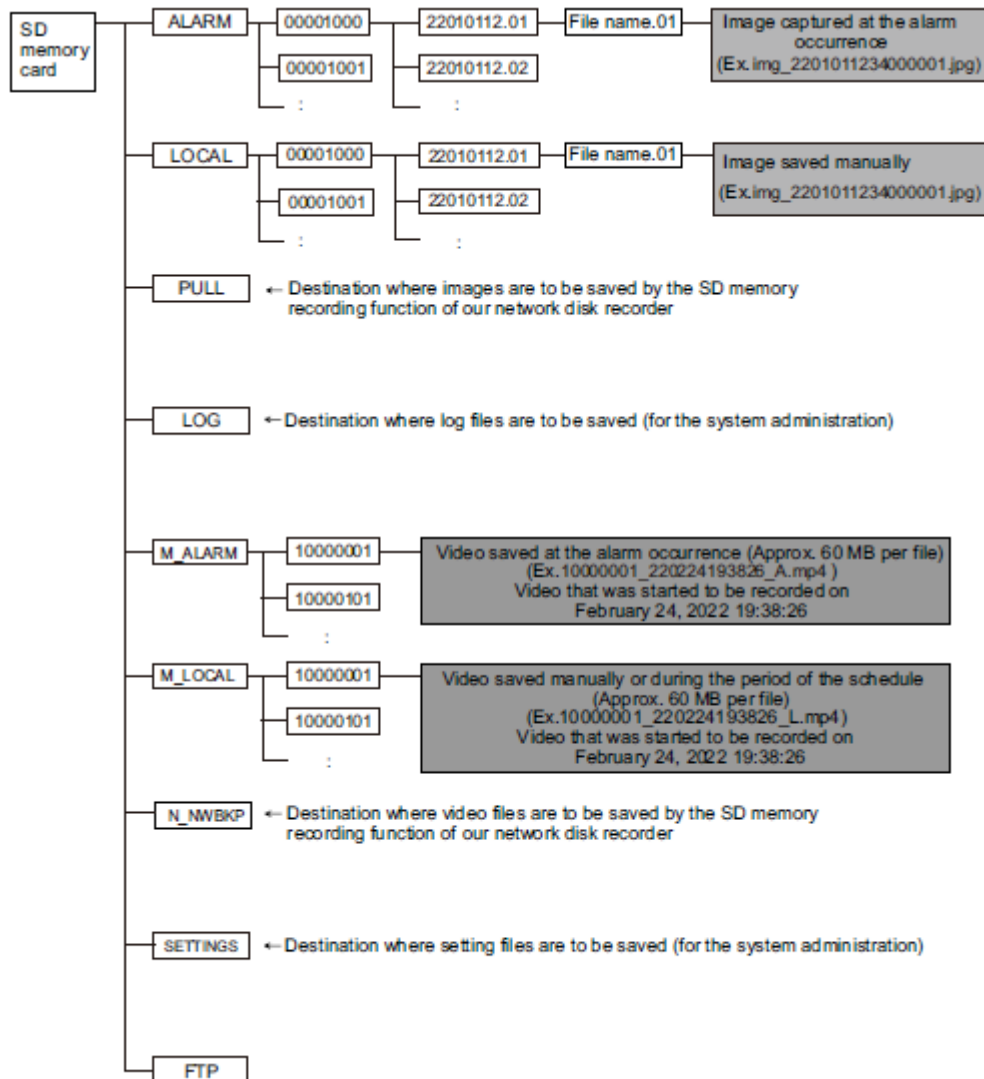 SD
memory
card
ALARM
00001000
22010112.01
File name.01
Image captured at the alarm
occurrence
(Ex.img_2201011234000001.jpg)
00001001
22010112.02
:
:
LOCAL
00001000
22010112.01
File name.01
Image saved manually
(Ex.img_2201011234000001.jpg)
00001001
22010112.02
:
:
PULL
← Destination where images are to be saved by the SD memory
recording function of our network disk recorder
LOG
← Destination where log files are to be saved (for the system administration)
M_ALARM
10000001
Video saved at the alarm occurrence (Approx. 60 MB per file)
(Ex.10000001_220224193826_A.mp4 )
Video that was started to be recorded on
February 24, 2022 19:38:26
10000101
:
M_LOCAL
10000001
Video saved manually or during the period of the schedule
(Approx. 60 MB per file)
(Ex.10000001_220224193826_L.mp4)
Video that was started to be recorded on
February 24, 2022 19:38:26
10000101
:
N_NWBKP
← Destination where video files are to be saved by the SD memory
recording function of our network disk recorder
SETTINGS
← Destination where setting files are to be saved (for the system administration)
FTP